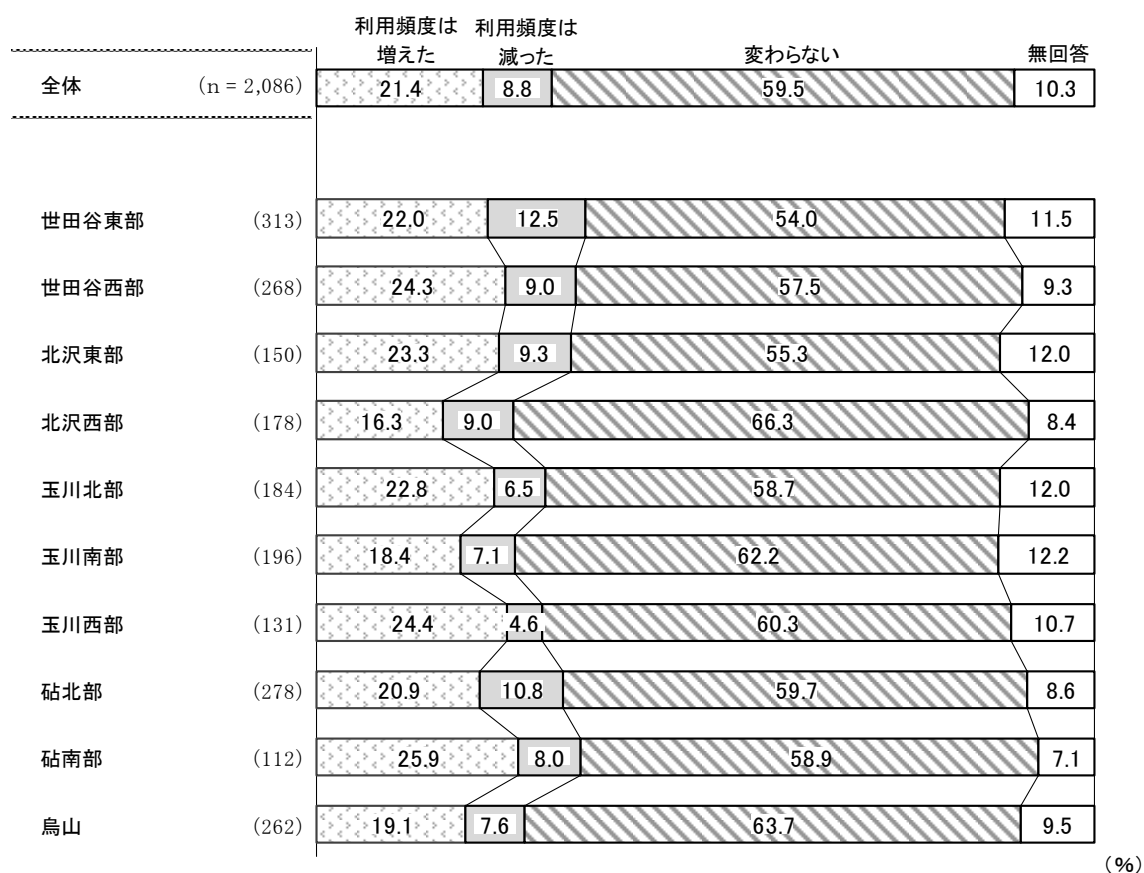 利用頻度は 利用頻度は
増えた 減った 変わらない 無回答
全体 (n = 2,086) 21.4 8.8 59.5 10.3
世田谷東部 (313) 22.0 12.5 54.0 11.5
世田谷西部 (268) 24.3 9.0 57.5 9.3
北沢東部 (150) 23.3 9.3 55.3 12.0
北沢西部 (178) 16.3 9.0 66.3 8.4
玉川北部 (184) 22.8 6.5 58.7 12.0
玉川南部 (196) 18.4 7.1 62.2 12.2
玉川西部 (131) 24.4 4.6 60.3 10.7
砧北部 (278) 20.9 10.8 59.7 8.6
砧南部 (112) 25.9 8.0 58.9 7.1
烏山 (262) 19.1 7.6 63.7 9.5
(%)